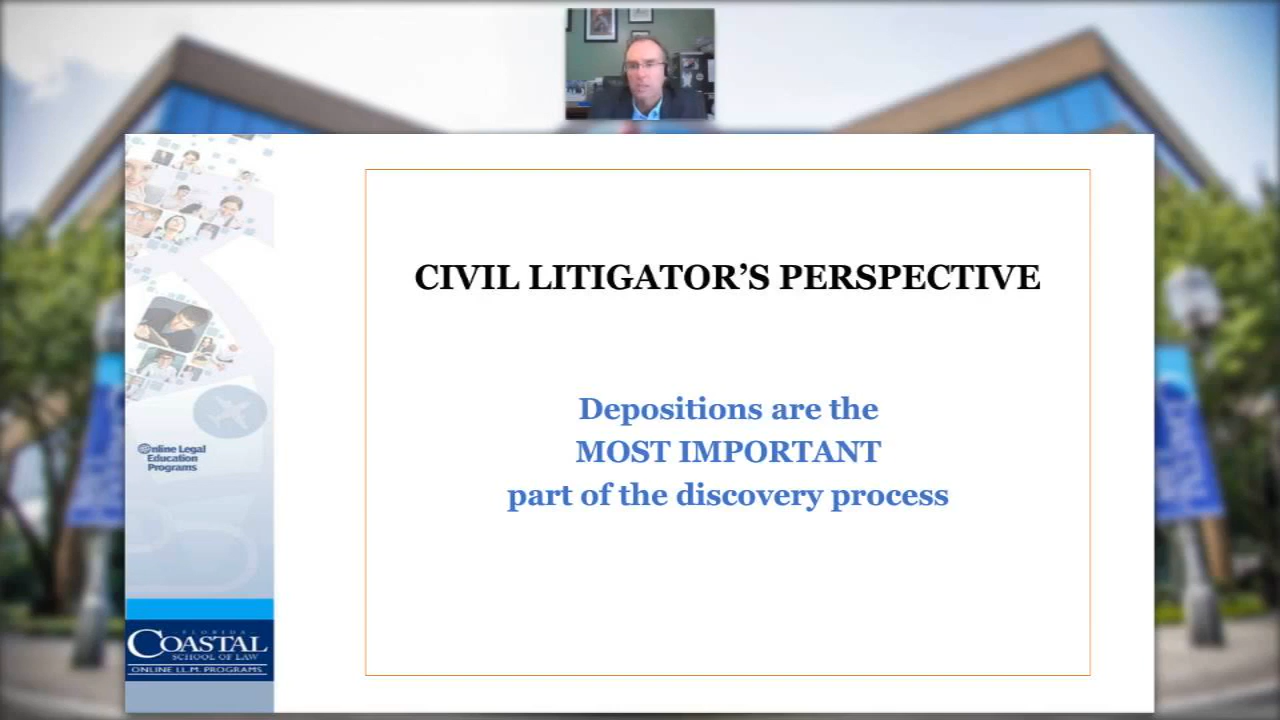 CIVIL LITIGATOR’S PERSPECTIVE
Depositions are the
MOST IMPORTANT
part of the discovery process
Online Legal
Education
Programs
FLORIDA
COASTAL
SCHOOL OF LAW
ONLINE LL.M. PROGRAMS